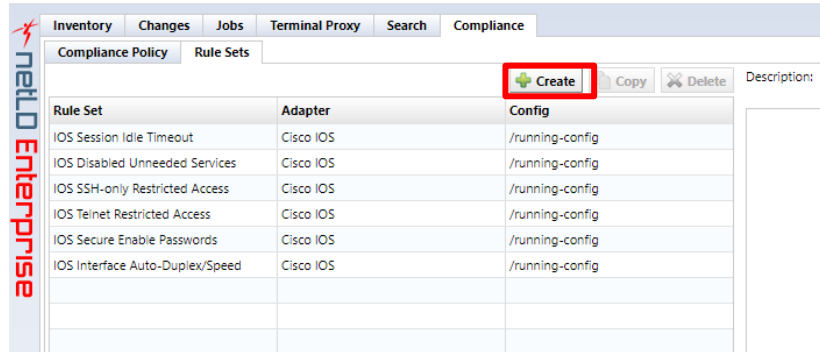 Inventory Changes Jobs Terminal Proxy Search Compliance
Compliance Policy Rule Sets
Create Copy Delete Description:
Rule Set Adapter Config
IOS Session Idle Timeout Cisco IOS /running-config
IOS Disabled Unneeded Services Cisco IOS /running-config
IOS SSH-only Restricted Access Cisco IOS /running-config
IOS Telnet Restricted Access Cisco IOS /running-config
IOS Secure Enable Passwords Cisco IOS /running-config
IOS Interface Auto-Duplex/Speed Cisco IOS /running-config
netLD Enterprise